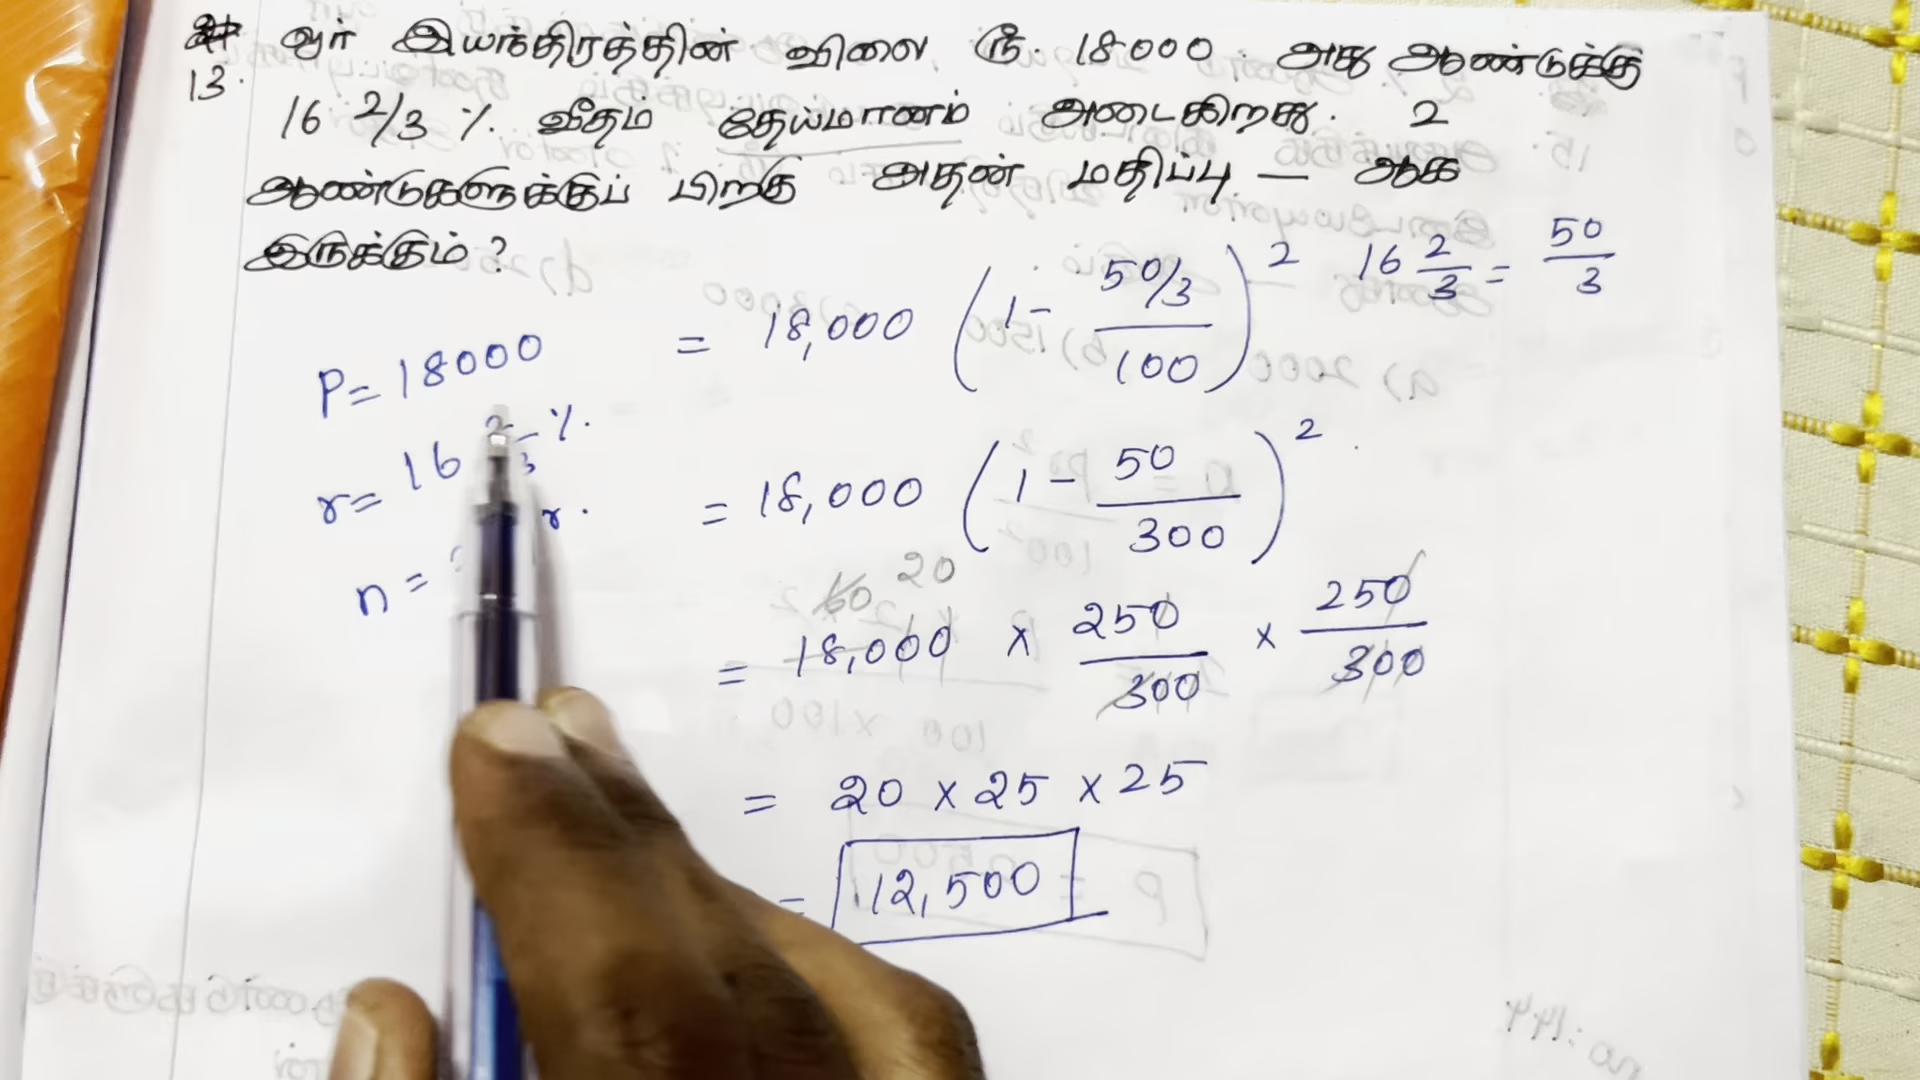 13. ஓர் இயந்திரத்தின் விலை ரூ. 18000. அது ஆண்டுக்கு
16 2/3 % வீதம் தேய்மானம் அடைகிறது. 2
ஆண்டுகளுக்குப் பிறகு அதன் மதிப்பு — ஆக
இருக்கும்?
16 2/3 = 50/3
P = 18000
r = 16 2/3 %.
n =
= 18,000 (1 - 50/3 / 100)²
= 18,000 (1 - 50/300)²
60 20
= 18,000 × 250/300 × 250/300
= 20 × 25 × 25
= 12,500